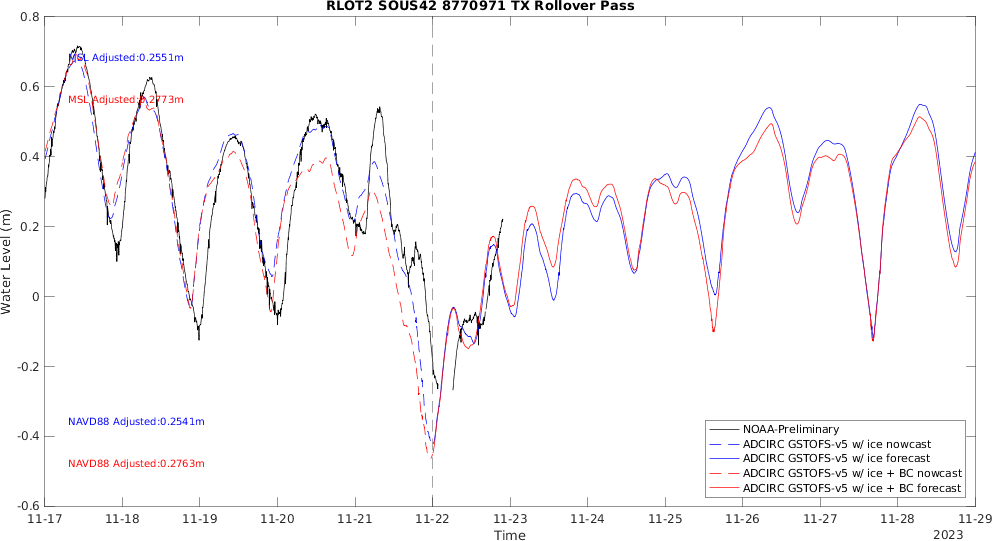 RLOT2 SOUS42 8770971 TX Rollover Pass
0.8
MSL Adjusted:0.2551m
0.6
MSL Adjusted:0.2773m
0.4
0.2
Water Level (m)
0
-0.2
NAVD88 Adjusted:0.2541m
-0.4
NAVD88 Adjusted:0.2763m
-0.6
NOAA-Preliminary
ADCIRC GSTOFS-v5 w/ ice nowcast
ADCIRC GSTOFS-v5 w/ ice forecast
ADCIRC GSTOFS-v5 w/ ice + BC nowcast
ADCIRC GSTOFS-v5 w/ ice + BC forecast
11-17 11-18 11-19 11-20 11-21 11-22 11-23 11-24 11-25 11-26 11-27 11-28 11-29
Time
2023